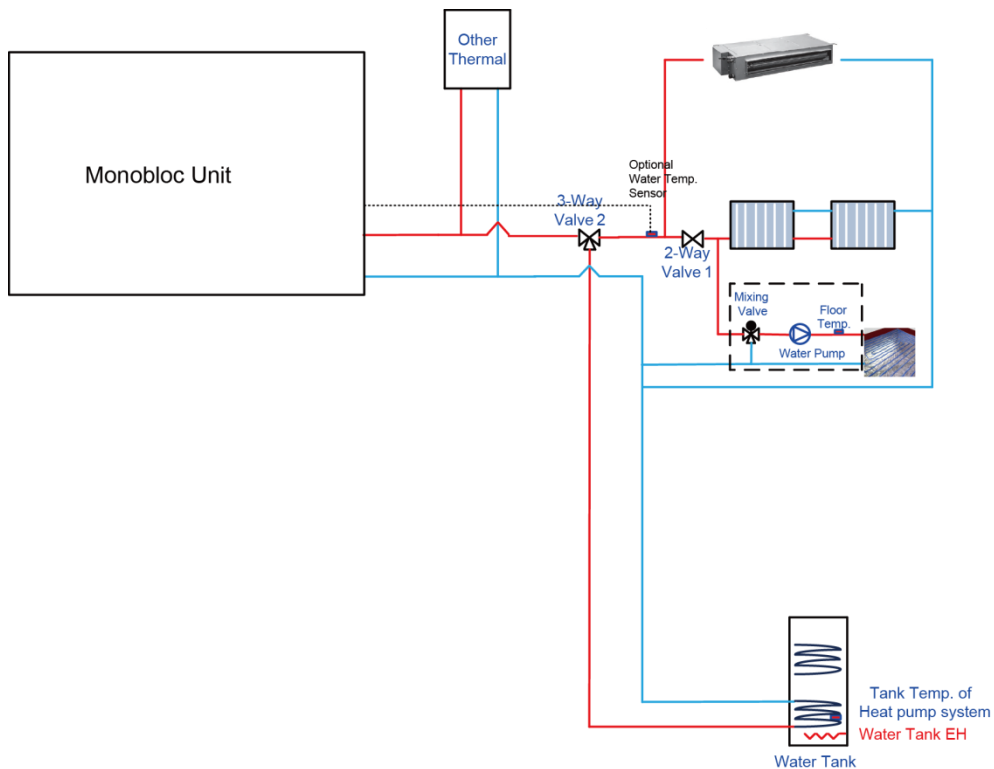 Other
Thermal
Monobloc Unit
Optional
Water Temp.
Sensor
3-Way
Valve 2
2-Way
Valve 1
Mixing
Valve
Floor
Temp.
Water Pump
Tank Temp. of
Heat pump system
Water Tank EH
Water Tank